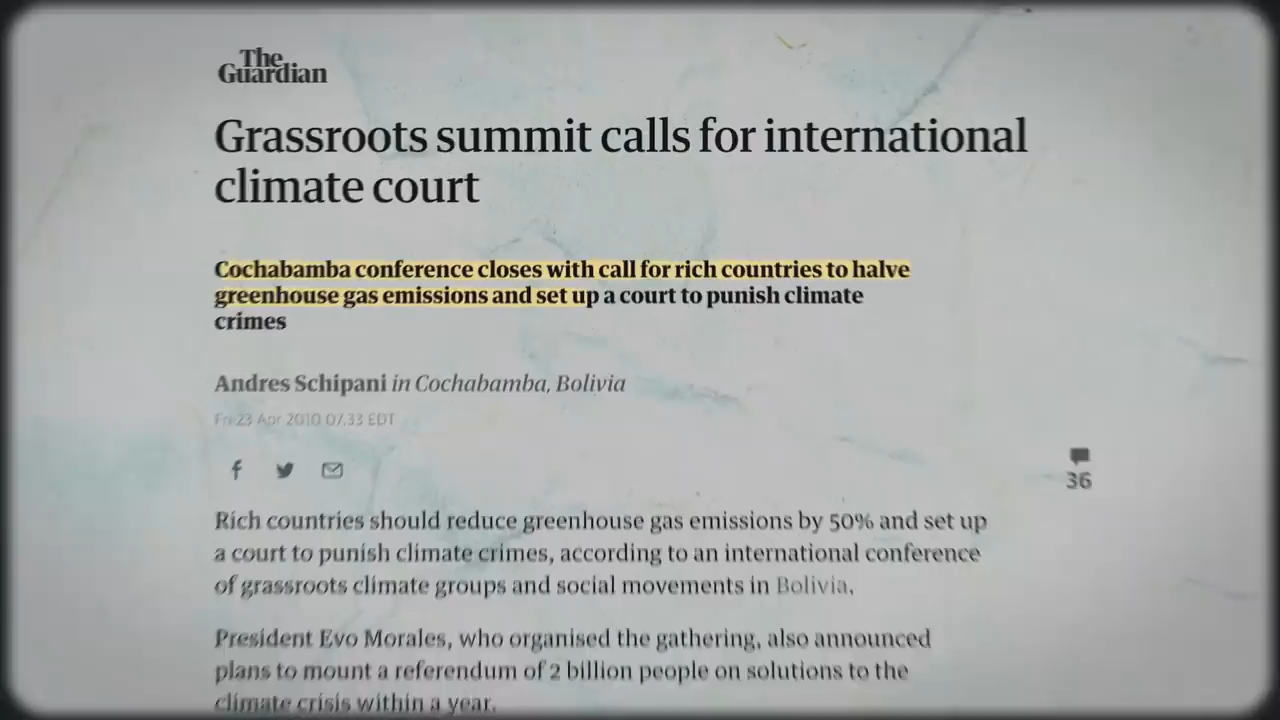 The
Guardian
Grassroots summit calls for international
climate court
Cochabamba conference closes with call for rich countries to halve
greenhouse gas emissions and set up a court to punish climate
crimes
Andres Schipani in Cochabamba, Bolivia
Fri 23 Apr 2010 07.33 EDT
36
Rich countries should reduce greenhouse gas emissions by 50% and set up
a court to punish climate crimes, according to an international conference
of grassroots climate groups and social movements in Bolivia.
President Evo Morales, who organised the gathering, also announced
plans to mount a referendum of 2 billion people on solutions to the
climate crisis within a year.